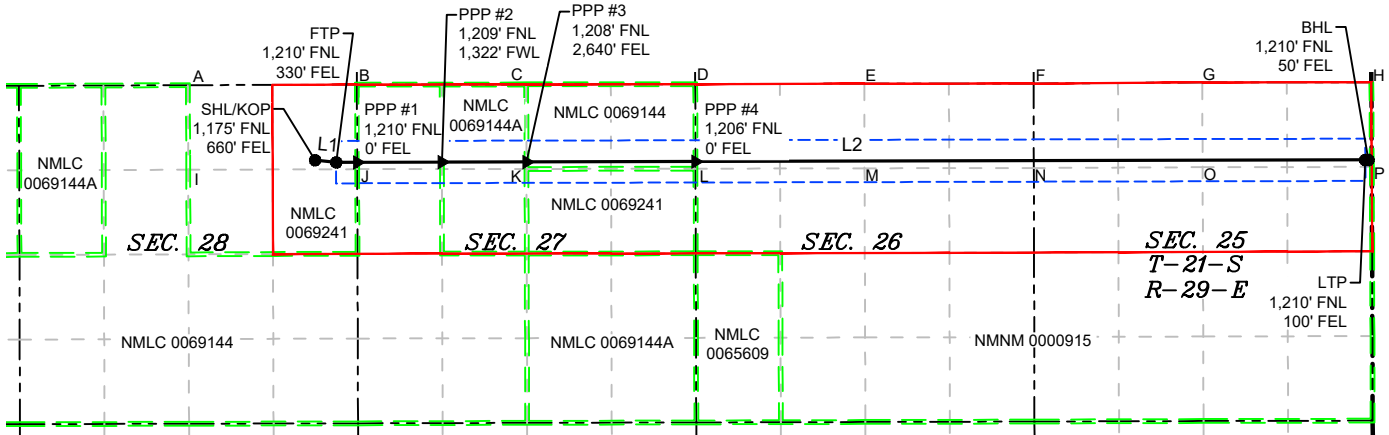 PPP #2
1,209' FNL
1,322' FWL
PPP #3
1,208' FNL
2,640' FEL
FTP
1,210' FNL
330' FEL
BHL
1,210' FNL
50' FEL
A
B
C
D
E
F
G
H
SHL/KOP
1,175' FNL
660' FEL
L1
PPP #1
1,210' FNL
0' FEL
NMLC
0069144A
NMLC 0069144
PPP #4
1,206' FNL
0' FEL
L2
NMLC
0069144A
I
J
K
L
M
N
O
P
NMLC
0069241
NMLC 0069241
SEC. 28
SEC. 27
SEC. 26
SEC. 25
T-21-S
R-29-E
LTP
1,210' FNL
100' FEL
NMLC 0069144
NMLC 0069144A
NMLC
0065609
NMNM 0000915